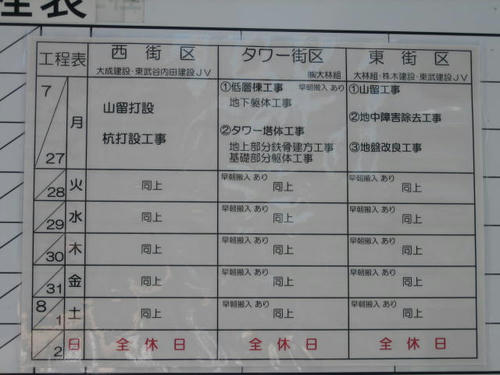 程表
工程表 西街区 タワー街区 東街区
大成建設・東武谷内田建設JV ㈱大林組 大林組・株木建設・東武建設JV
7/27 月
山留打設
杭打設工事
①低層棟工事 早朝搬入 あり
地下躯体工事
②タワー塔体工事
地上部分鉄骨建方工事
基礎部分躯体工事
①山留工事
②地中障害除去工事
③地盤改良工事
28 火 同上 早朝搬入 あり 同上 早朝搬入 あり 同上
29 水 同上 早朝搬入 あり 同上 早朝搬入 あり 同上
30 木 同上 早朝搬入 あり 同上 早朝搬入 あり 同上
31 金 同上 早朝搬入 あり 同上 早朝搬入 あり 同上
8/1 土 同上 早朝搬入 あり 同上 早朝搬入 あり 同上
2 日 全休日 全休日 全休日